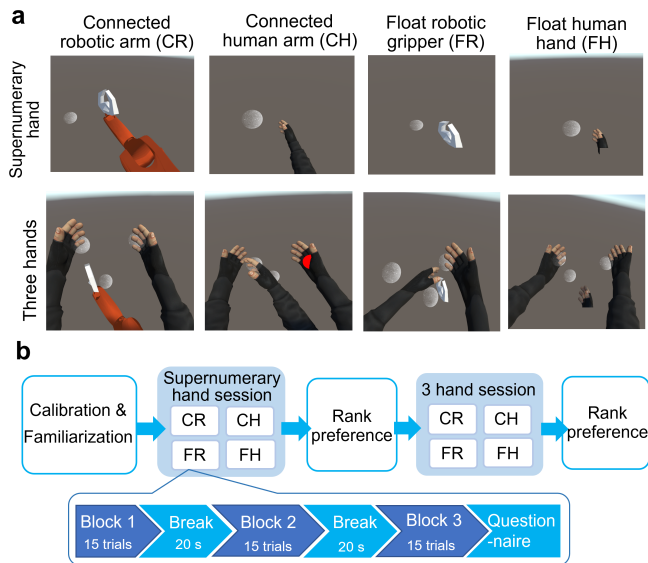 a
Connected
robotic arm (CR)
Connected
human arm (CH)
Float robotic
gripper (FR)
Float human
hand (FH)
Supernumerary
hand
Three hands
b
Calibration &
Familiarization
Supernumerary
hand session
CR
CH
FR
FH
Rank
preference
3 hand session
CR
CH
FR
FH
Rank
preference
Block 1
15 trials
Break
20 s
Block 2
15 trials
Break
20 s
Block 3
15 trials
Question
-naire